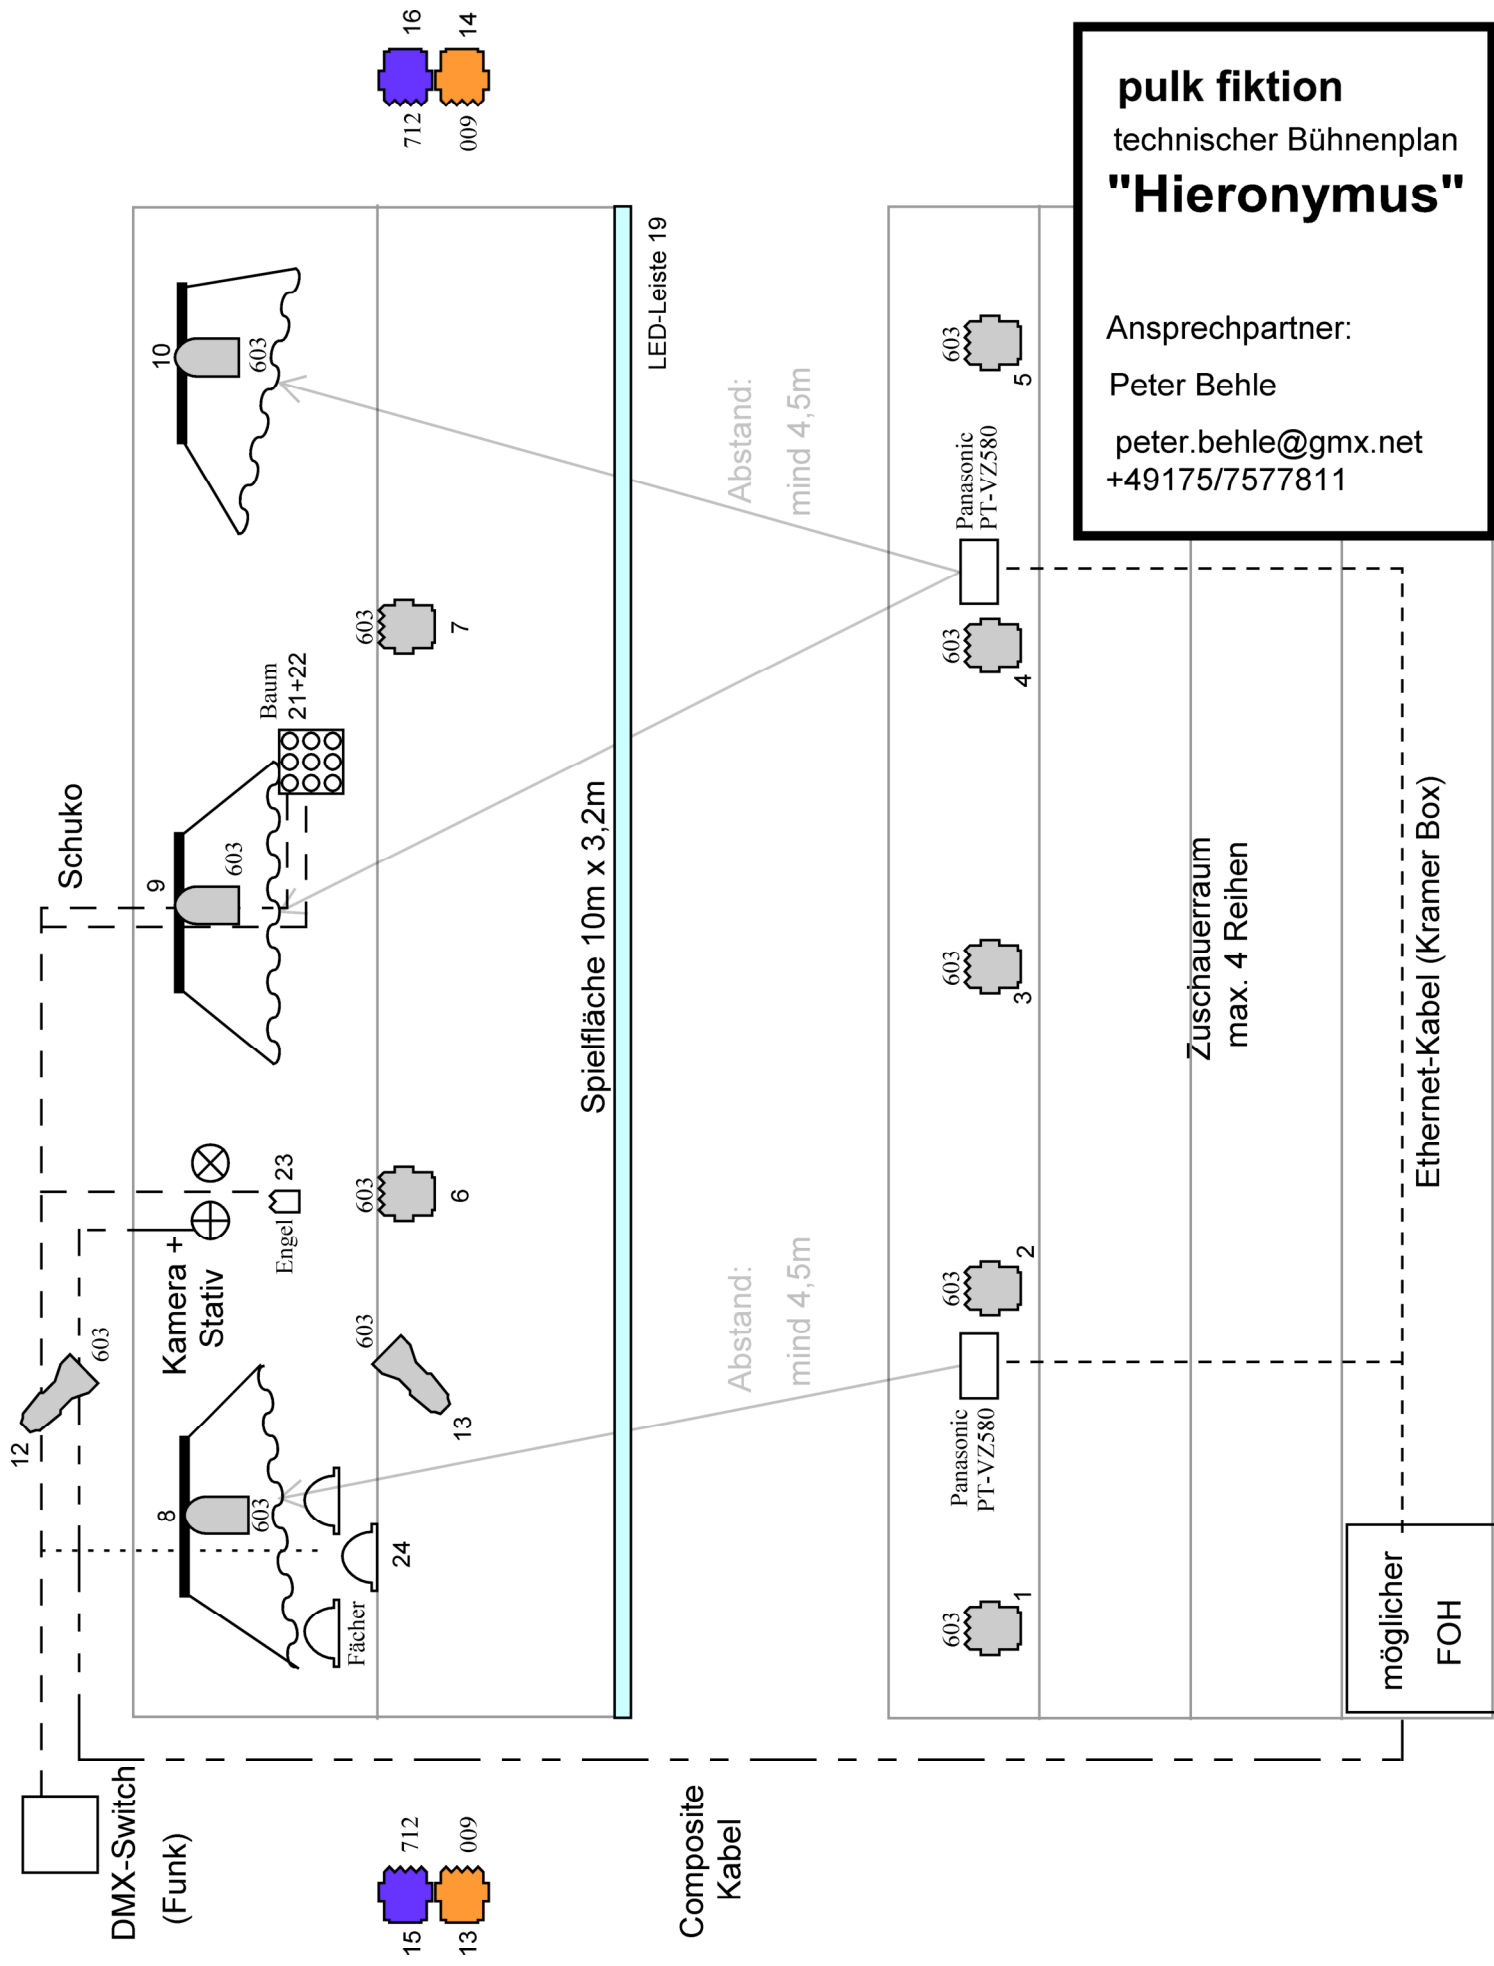 pulk fiktion
technischer Bühnenplan
"Hieronymus"
Ansprechpartner:
Peter Behle
peter.behle@gmx.net
+49175/7577811
DMX-Switch
(Funk)
12
603
Schuko
Kamera +
Stativ
8
603
9
603
10
603
Engel
23
Baum
21+22
Fächer
24
603
13
603
6
603
7
15
712
13
009
712
16
009
14
Spielfläche 10m x 3,2m
LED-Leiste 19
Composite
Kabel
Abstand:
mind 4,5m
Abstand:
mind 4,5m
603
1
Panasonic
PT-VZ580
603
2
603
3
603
4
Panasonic
PT-VZ580
603
5
Zuschauerraum
max. 4 Reihen
möglicher
FOH
Ethernet-Kabel (Kramer Box)